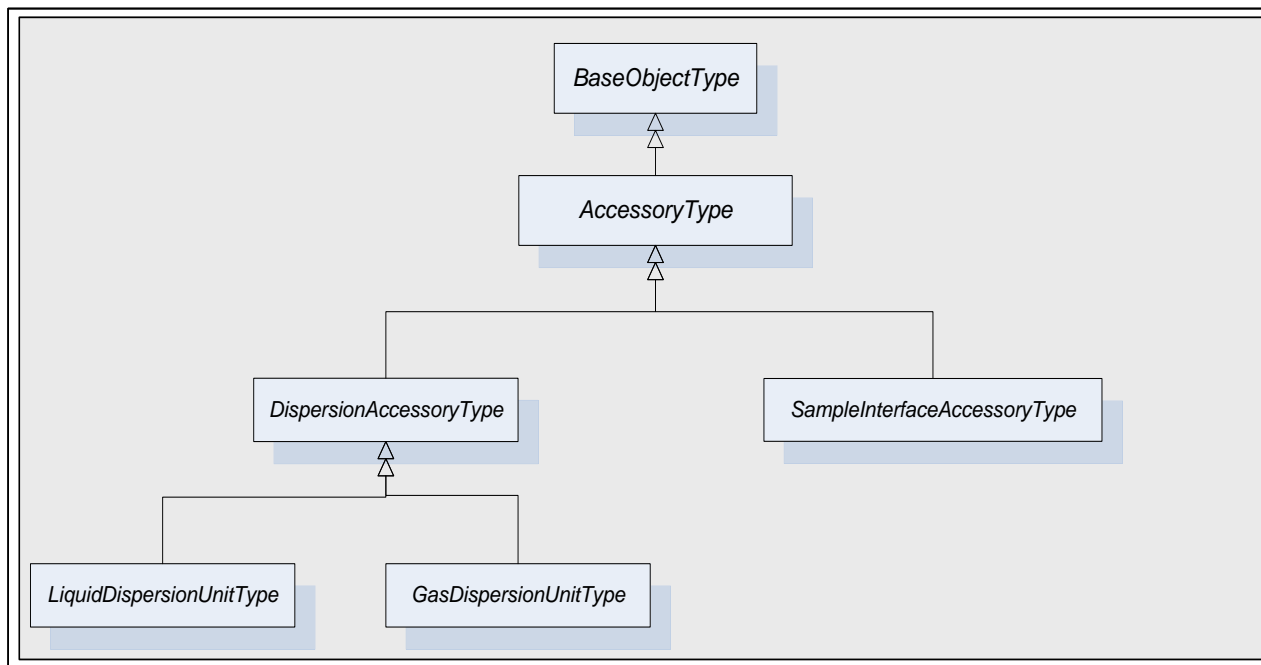 BaseObjectType
AccessoryType
DispersionAccessoryType
SampleInterfaceAccessoryType
LiquidDispersionUnitType
GasDispersionUnitType